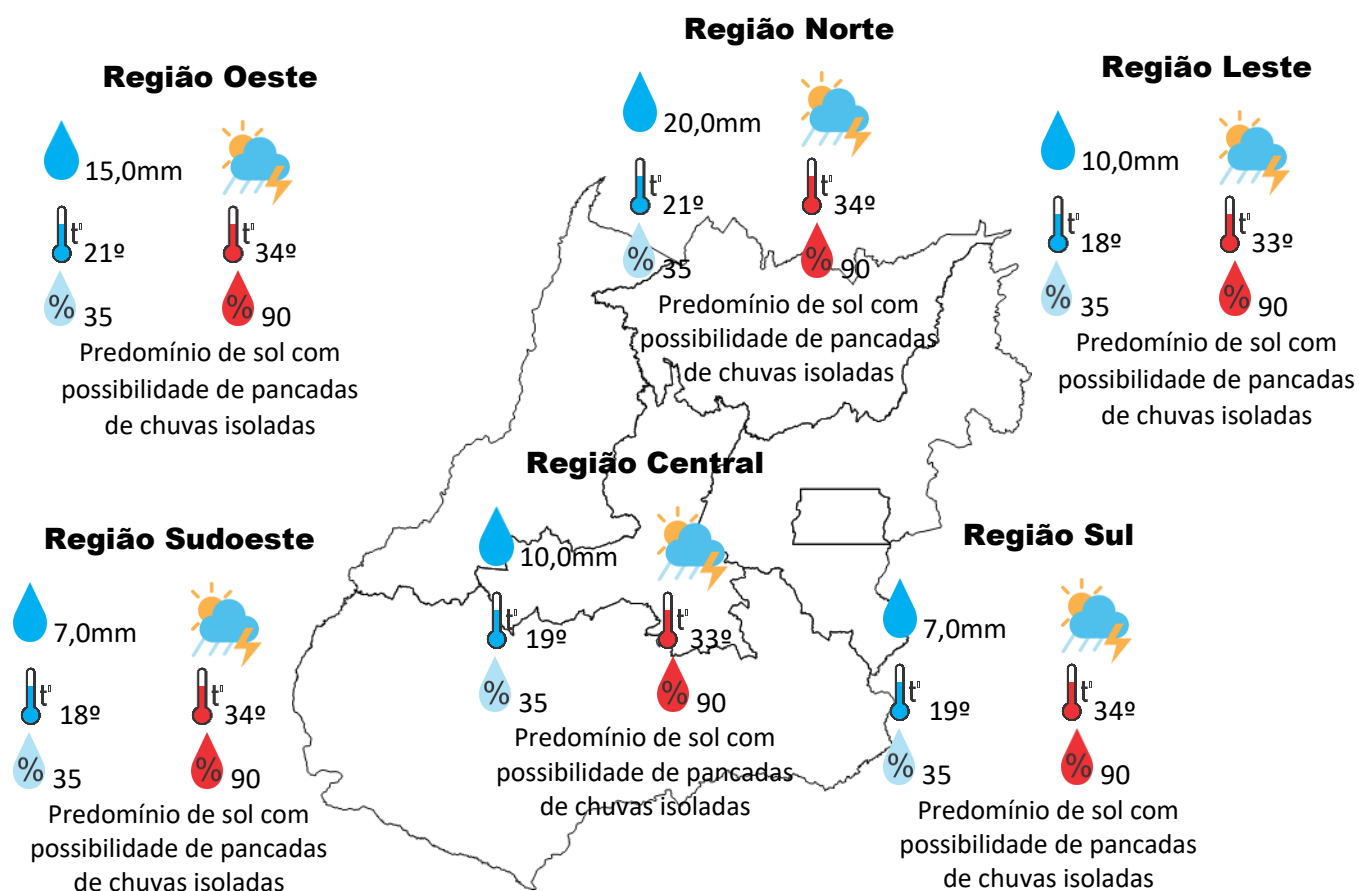 Região Norte
20,0mm
t°
21º
t°
34º
%
35
%
90
Predomínio de sol com
possibilidade de pancadas
de chuvas isoladas
Região Oeste
15,0mm
t°
21º
t°
34º
%
35
%
90
Predomínio de sol com
possibilidade de pancadas
de chuvas isoladas
Região Leste
10,0mm
t°
18º
t°
33º
%
35
%
90
Predomínio de sol com
possibilidade de pancadas
de chuvas isoladas
Região Central
10,0mm
t°
19º
t°
33º
%
35
%
90
Predomínio de sol com
possibilidade de pancadas
de chuvas isoladas
Região Sudoeste
7,0mm
t°
18º
t°
34º
%
35
%
90
Predomínio de sol com
possibilidade de pancadas
de chuvas isoladas
Região Sul
7,0mm
t°
19º
t°
34º
%
35
%
90
Predomínio de sol com
possibilidade de pancadas
de chuvas isoladas